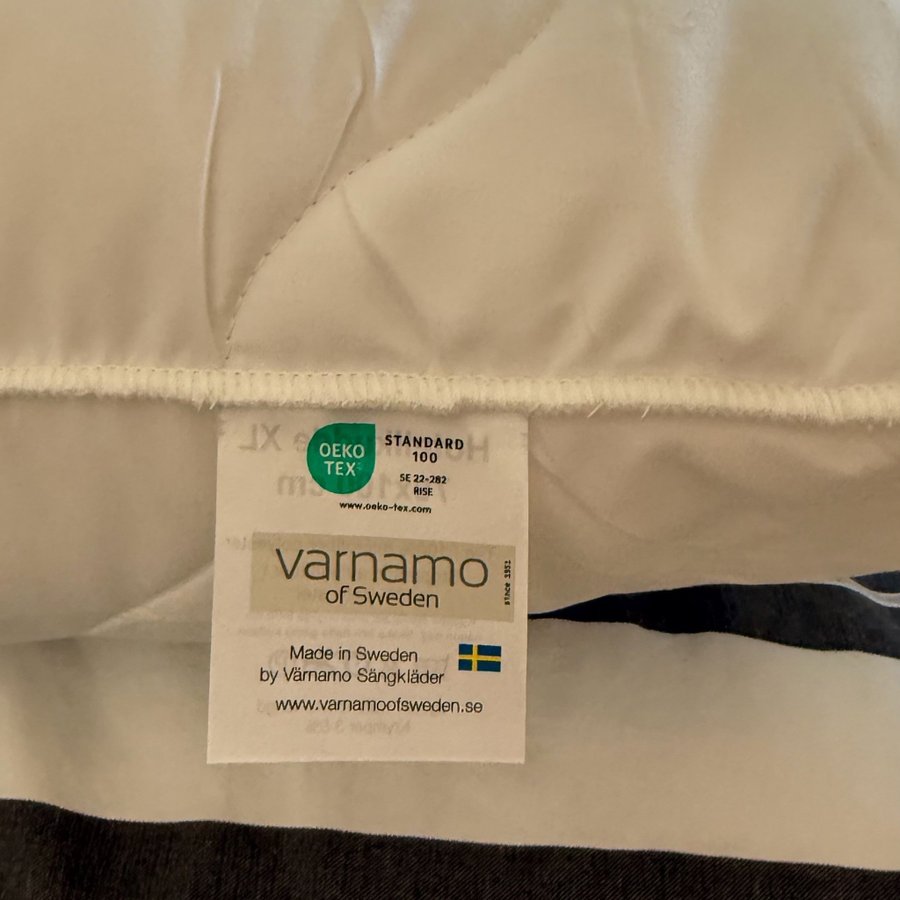 OEKO
TEX
STANDARD
100
SE 22-282
RISE
www.oeko-tex.com
varnamo
of Sweden
since 1951
Made in Sweden
by Värnamo Sängkläder
www.varnamoofsweden.se